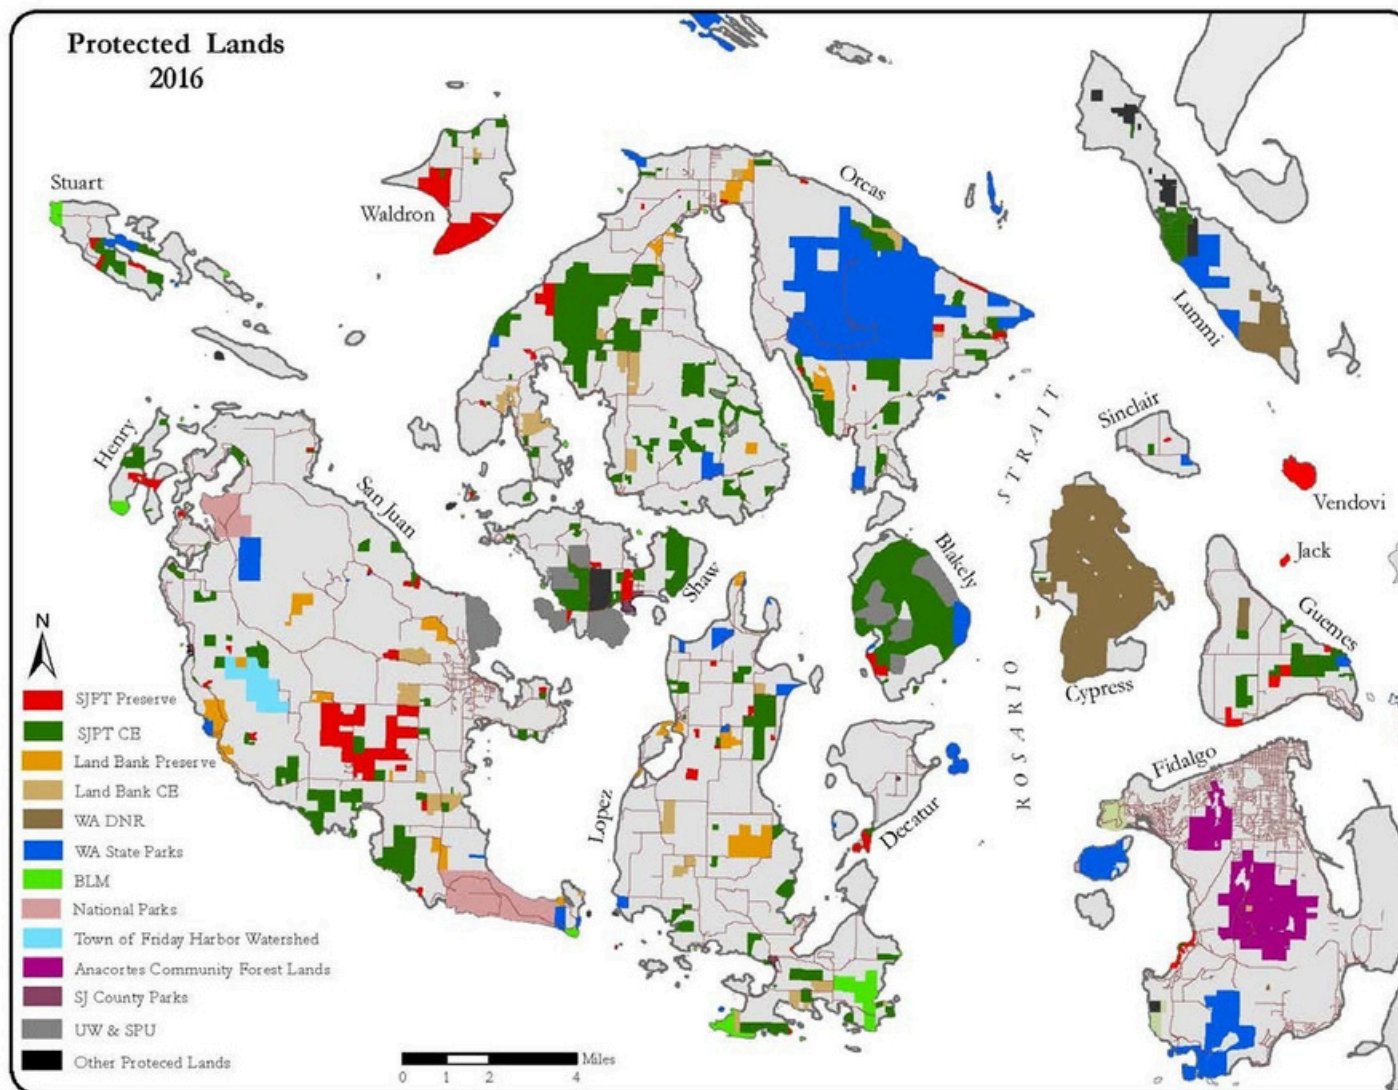 Protected Lands
2016
Stuart
Waldron
Orcas
Lummi
Henry
San Juan
Shaw
Blakely
Sinclair
Vendovi
Jack
Guemes
Cypress
STRAIT
ROSARIO
Lopez
Decatur
Fidalgo
N
SJPT Preserve
SJPT CE
Land Bank Preserve
Land Bank CE
WA DNR
WA State Parks
BLM
National Parks
Town of Friday Harbor Watershed
Anacortes Community Forest Lands
SJ County Parks
UW & SPU
Other Proteced Lands
Miles
0 1 2 4